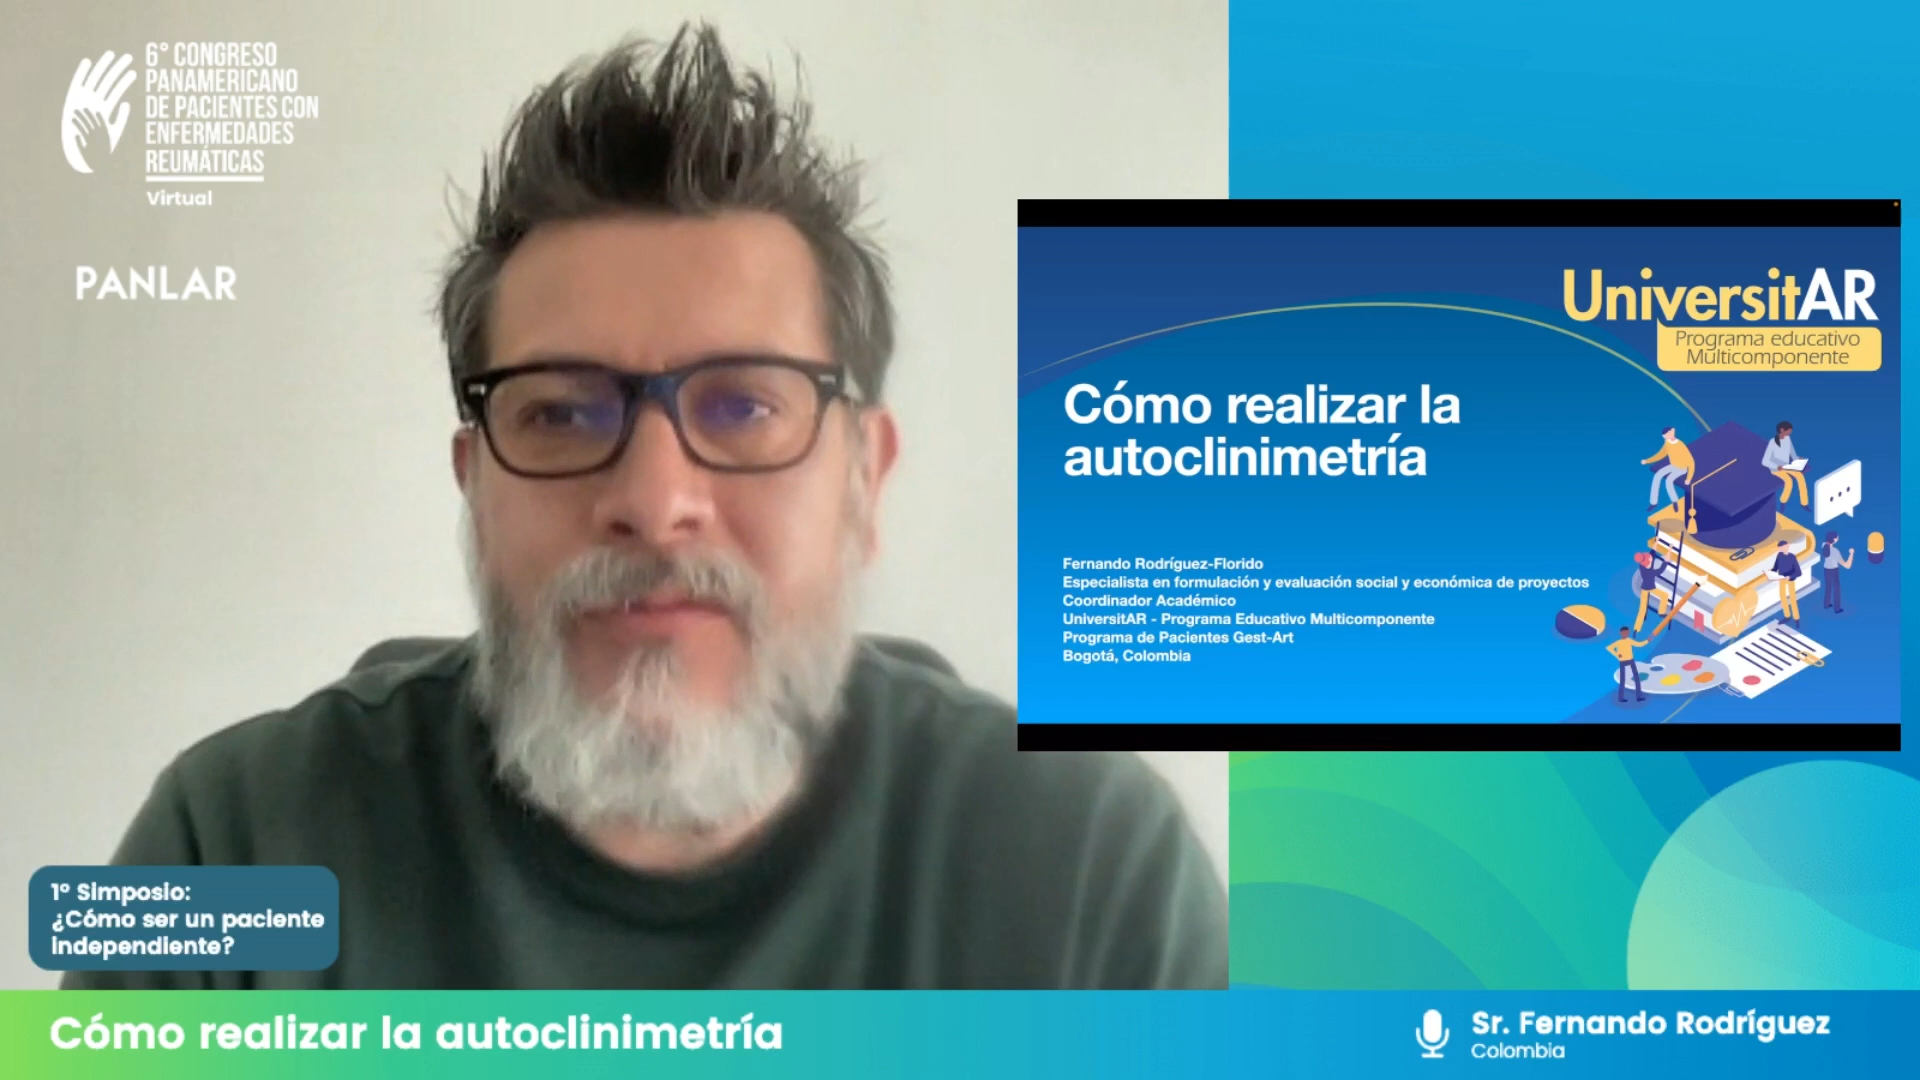 6° CONGRESO
PANAMERICANO
DE PACIENTES CON
ENFERMEDADES
REUMÁTICAS
Virtual
PANLAR
UniversitAR
Programa educativo
Multicomponente
Cómo realizar la
autoclinimetría
Fernando Rodríguez-Florido
Especialista en formulación y evaluación social y económica de proyectos
Coordinador Académico
UniversitAR - Programa Educativo Multicomponente
Programa de Pacientes Gest-Art
Bogotá, Colombia
1° Simposio:
¿Cómo ser un paciente
independiente?
Cómo realizar la autoclinimetría
Sr. Fernando Rodríguez
Colombia